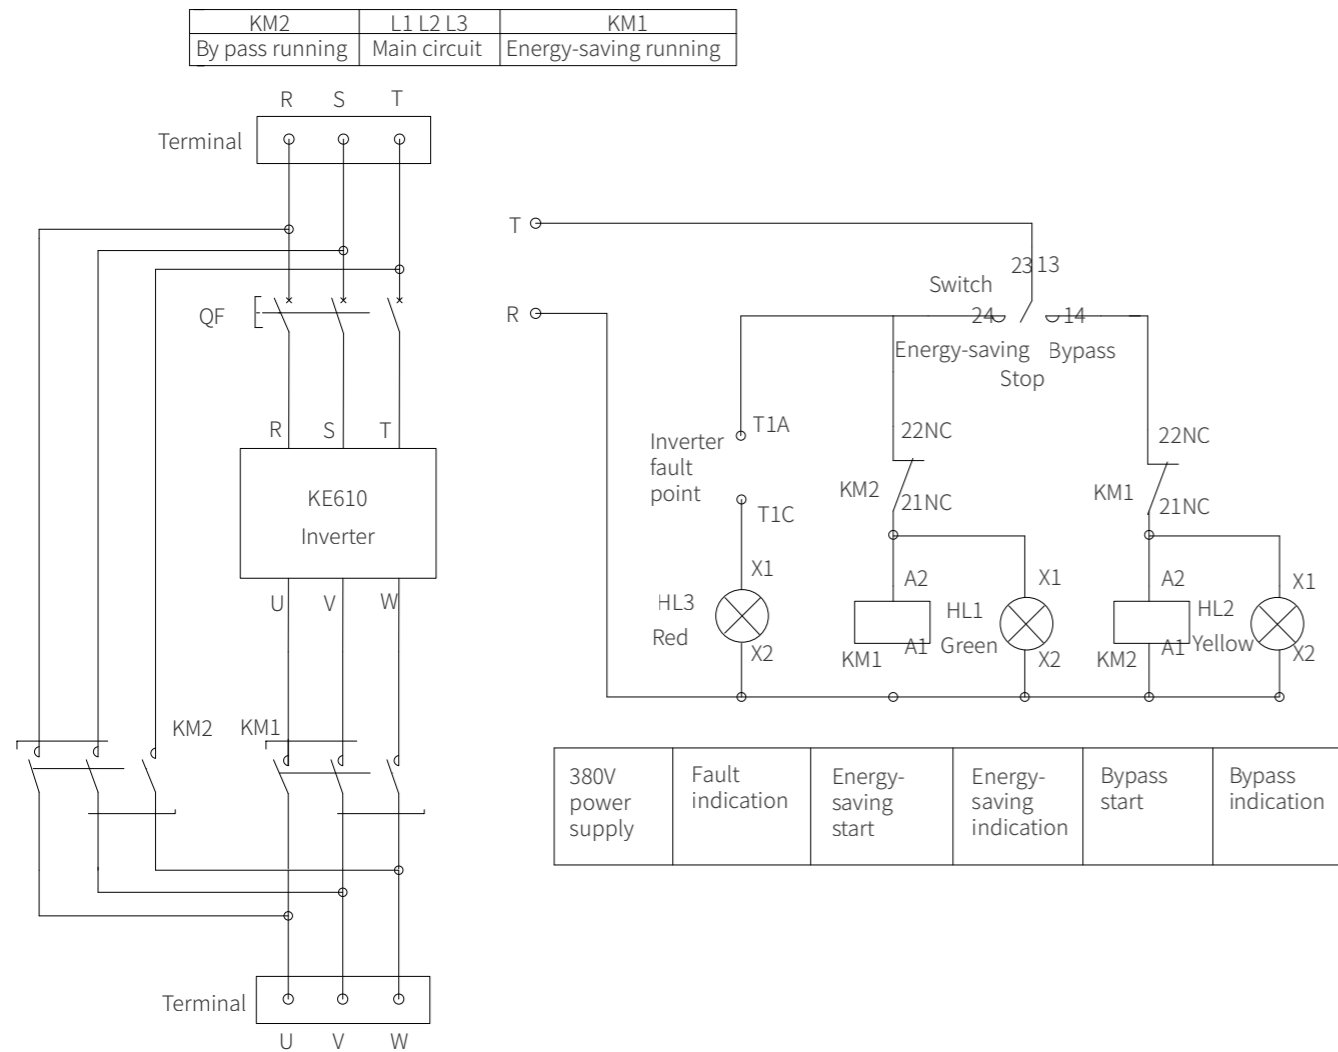 KM2 L1 L2 L3 KM1
By pass running Main circuit Energy-saving running
R S T
Terminal
QF
R S T
KE610
Inverter
U V W
KM2 KM1
Terminal
U V W
T
R
23 13
Switch
24 14
Energy-saving Bypass
Stop
T1A
Inverter
fault
point
T1C
22NC
KM2
21NC
22NC
KM1
21NC
X1
HL3
Red
X2
A2
KM1 A1
X1
HL1
Green
X2
A2
KM2 A1
X1
HL2
Yellow
X2
380V
power
supply
Fault
indication
Energy-
saving
start
Energy-
saving
indication
Bypass
start
Bypass
indication